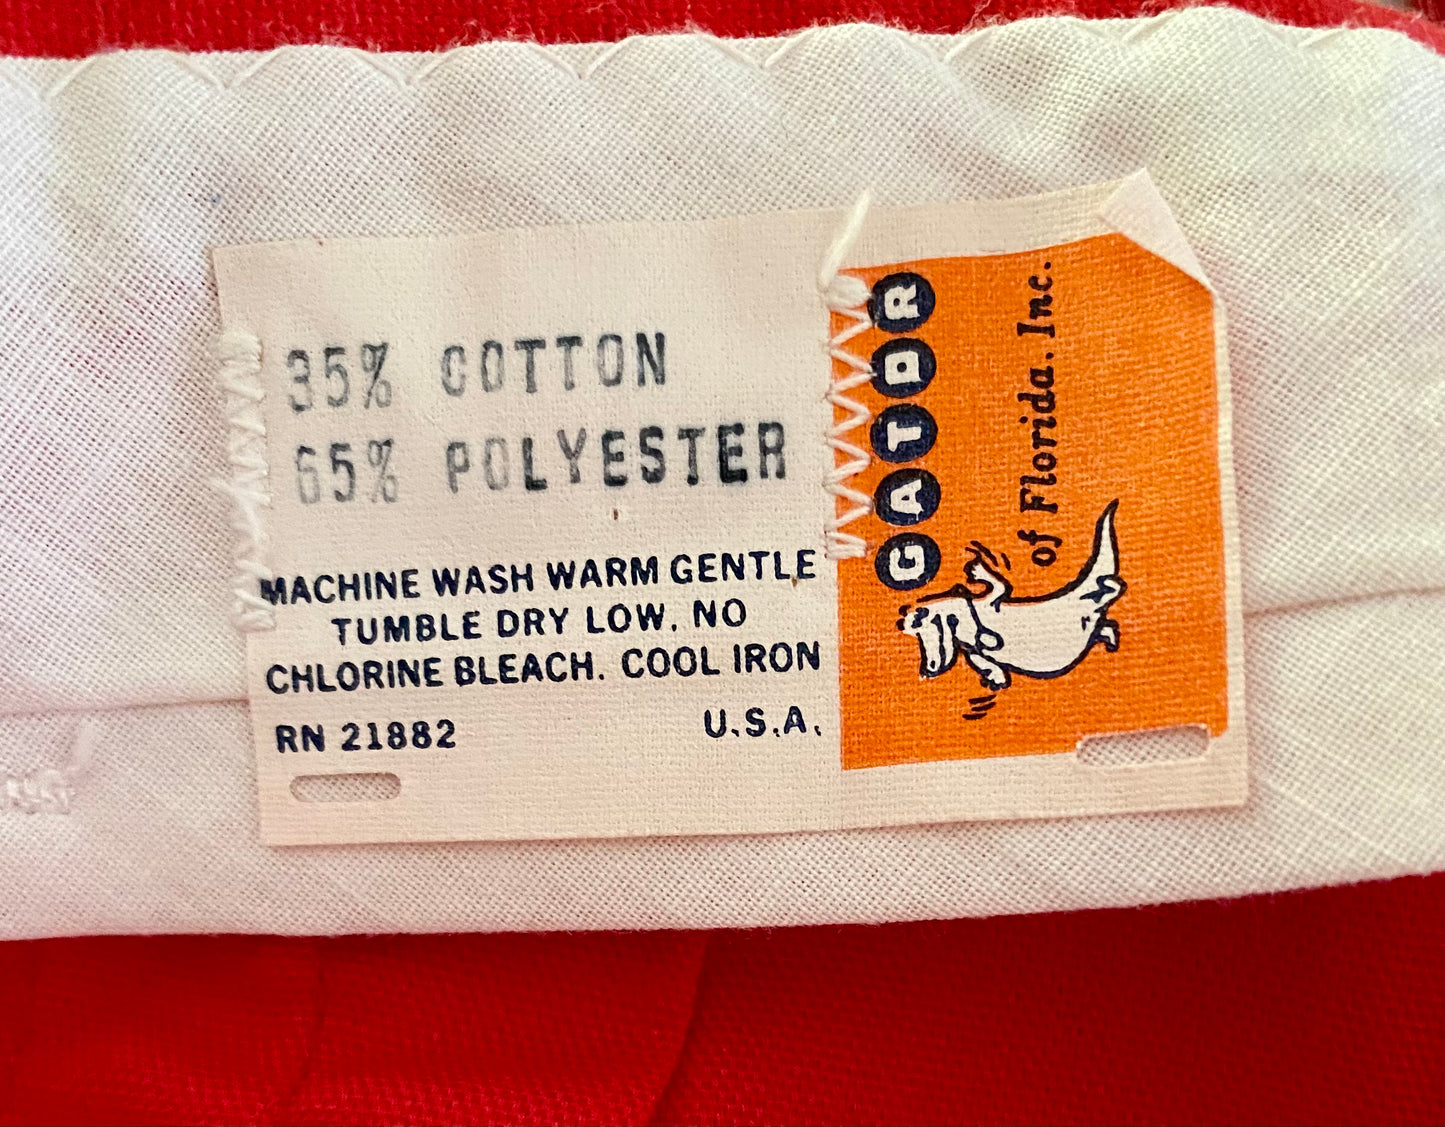 35% COTTON
65% POLYESTER
MACHINE WASH WARM GENTLE
TUMBLE DRY LOW. NO
CHLORINE BLEACH. COOL IRON
RN 21882 U.S.A.
GATOR
of Florida. Inc.